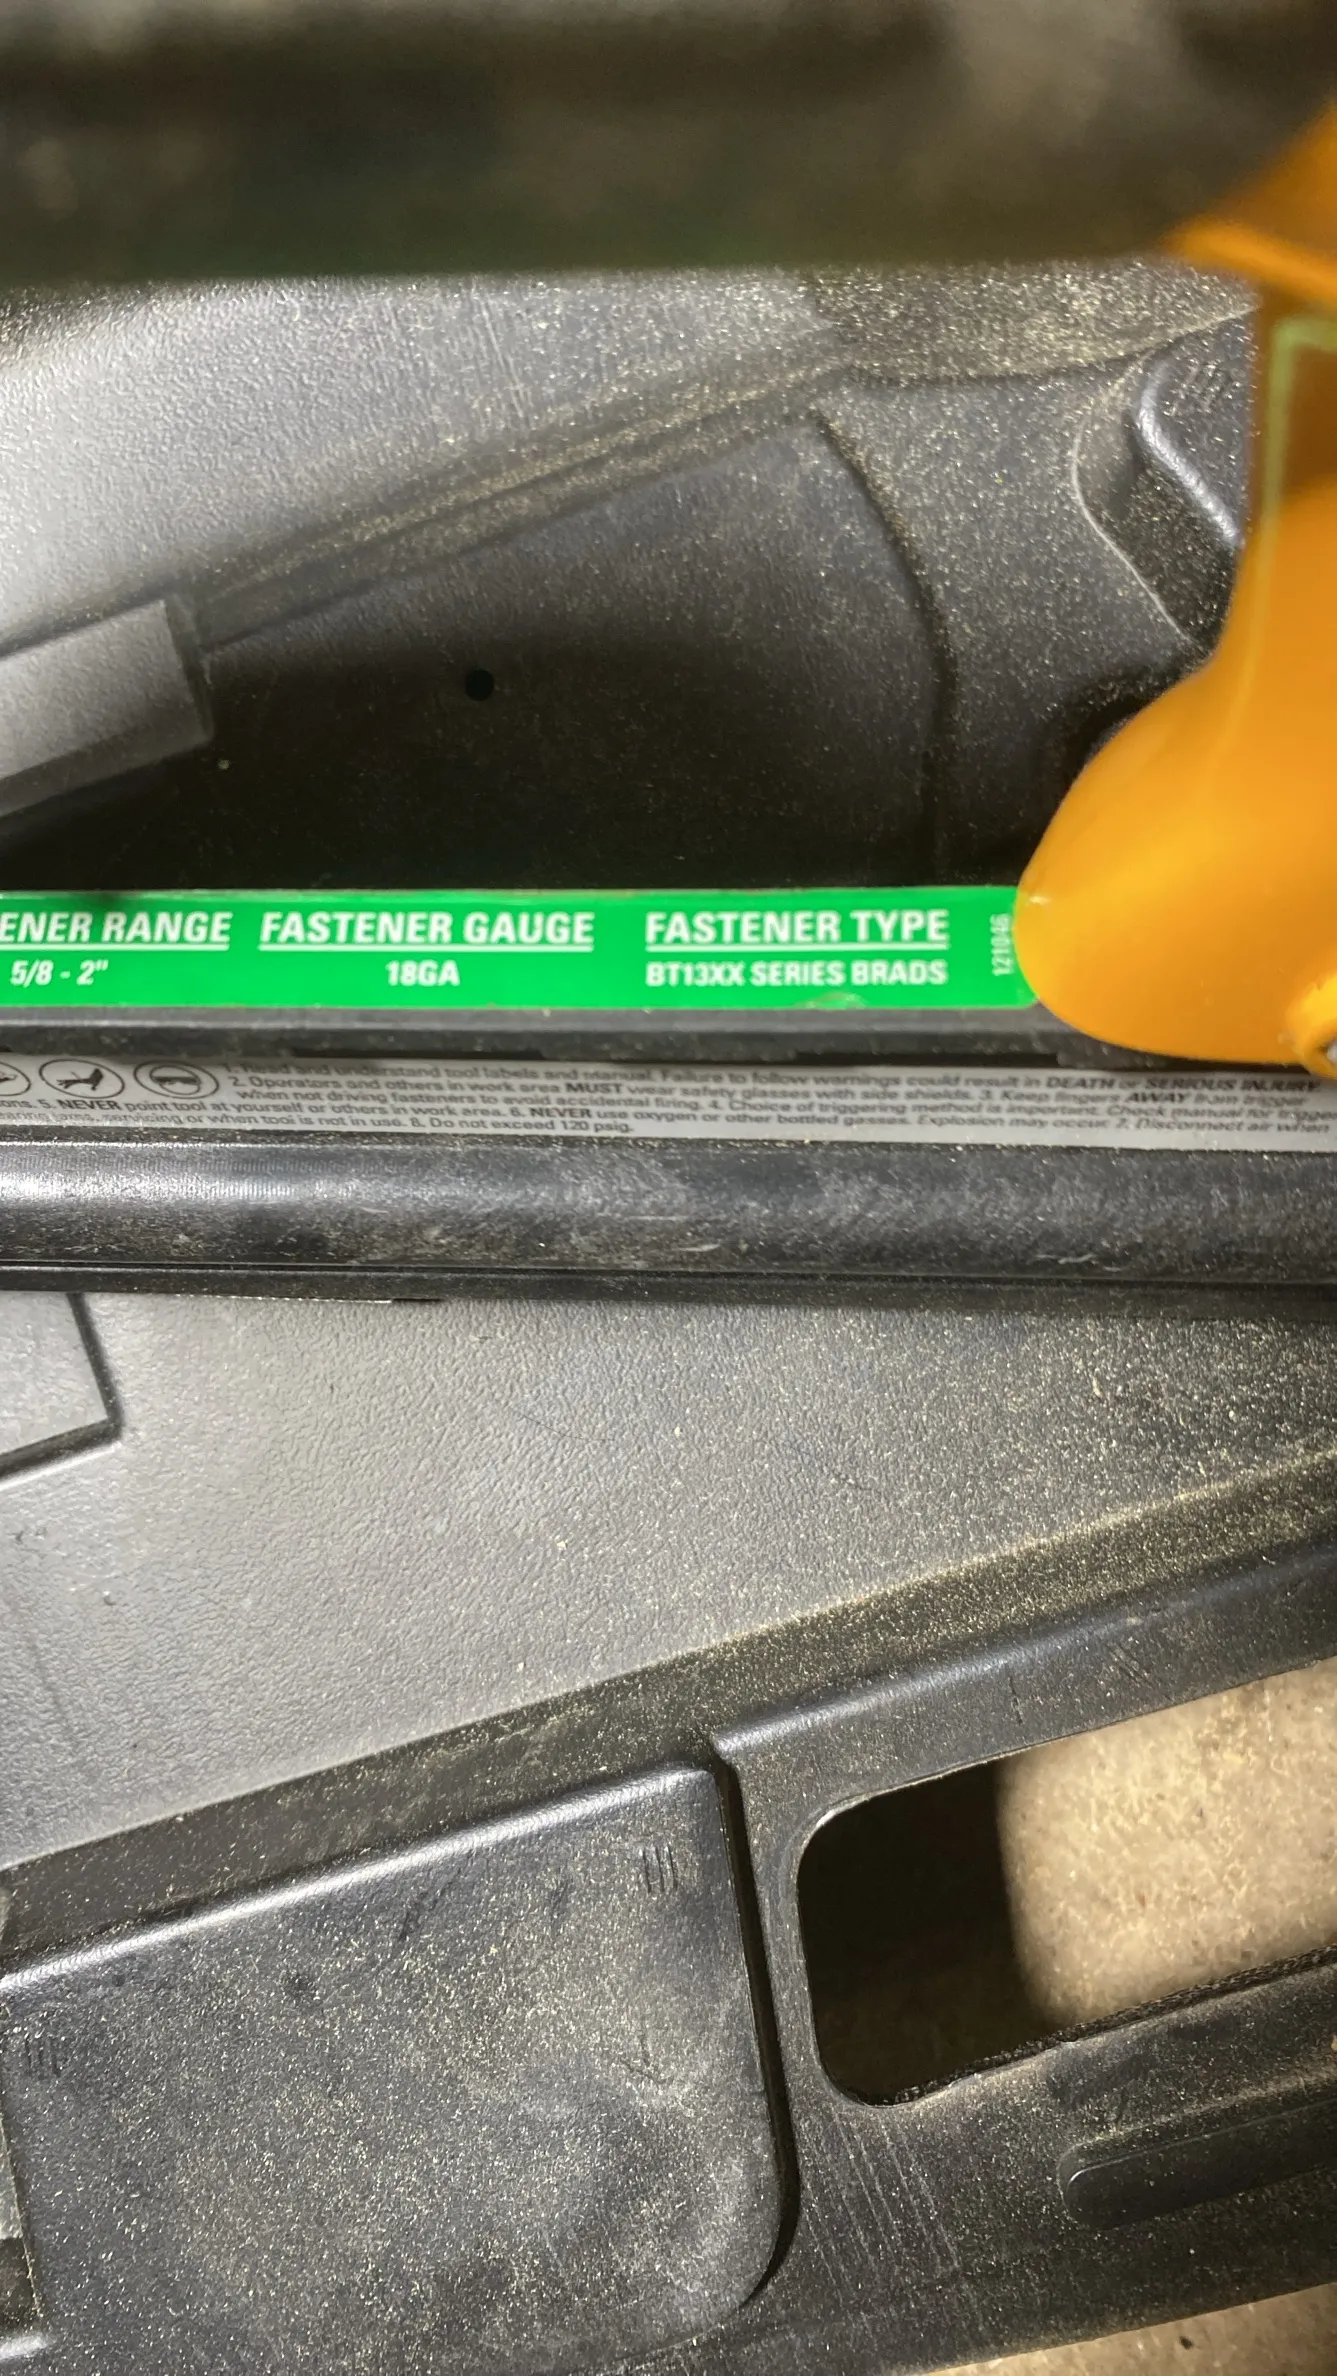 ENER RANGE FASTENER GAUGE FASTENER TYPE
5/8 - 2" 18GA BT13XX SERIES BRADS
121046
1. Read and understand tool labels and manual. Failure to follow warnings could result in DEATH or SERIOUS INJURY
2. Operators and others in work area MUST wear safety glasses with side shields. 3. Keep fingers AWAY from trigger
when not driving fasteners to avoid accidental firing. 4. Choice of triggering method is important. Check manual for trigger
ons. 5. NEVER point tool at yourself or others in work area. 6. NEVER use oxygen or other bottled gasses. Explosion may occur. 7. Disconnect air when
earing jams, servicing or when tool is not in use. 8. Do not exceed 120 psig.